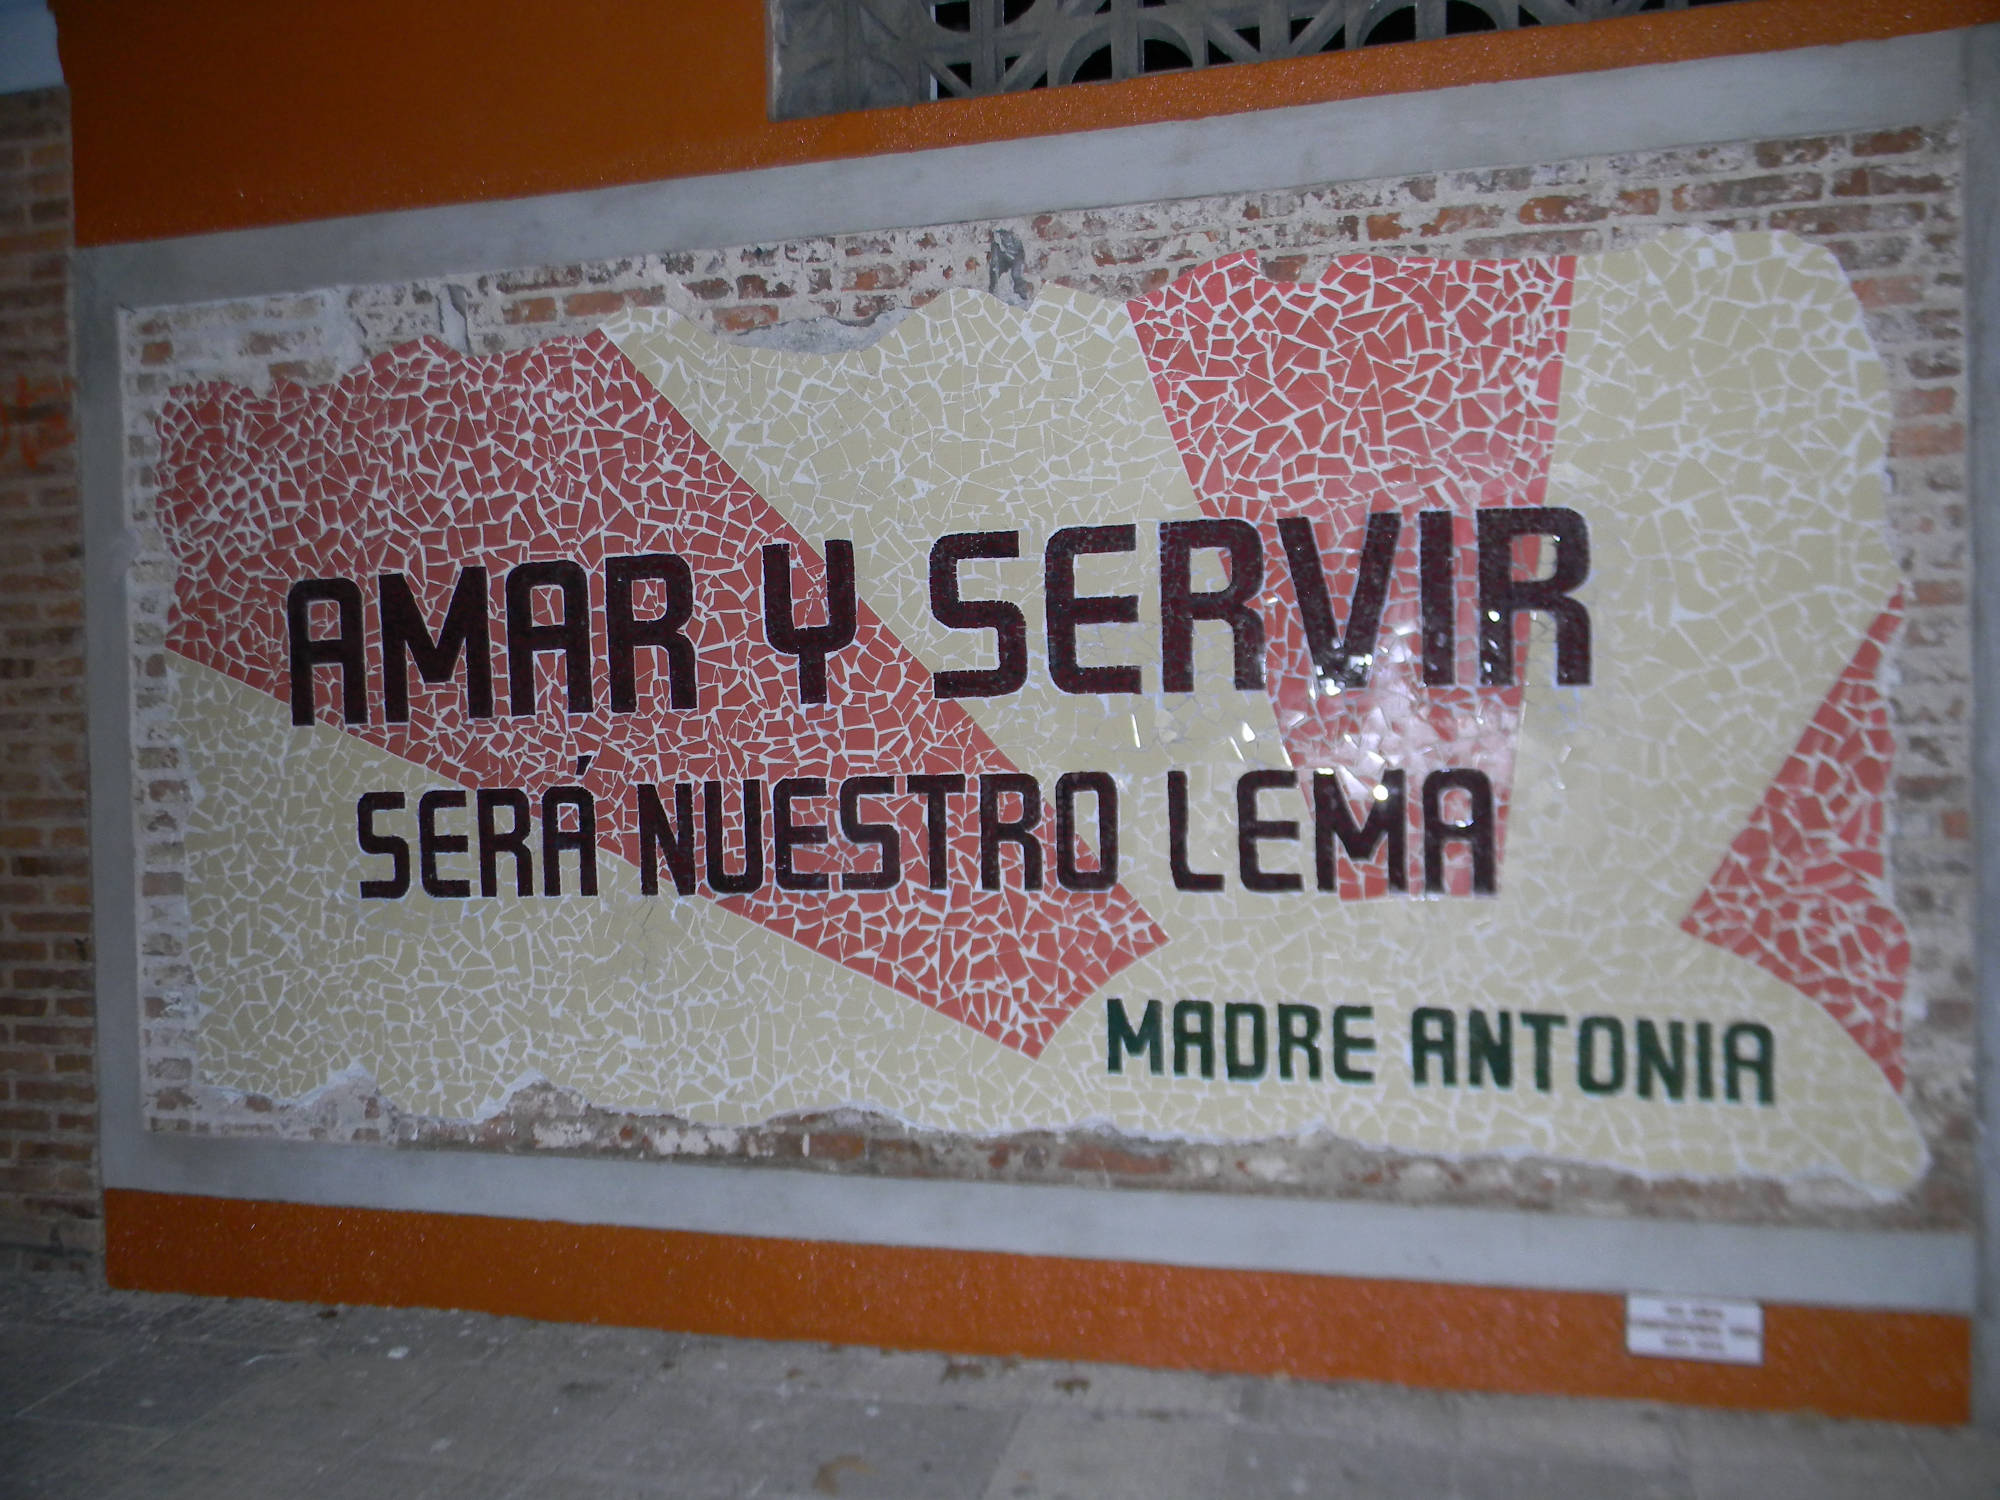 AMAR Y SERVIR
SERÁ NUESTRO LEMA
MADRE ANTONIA